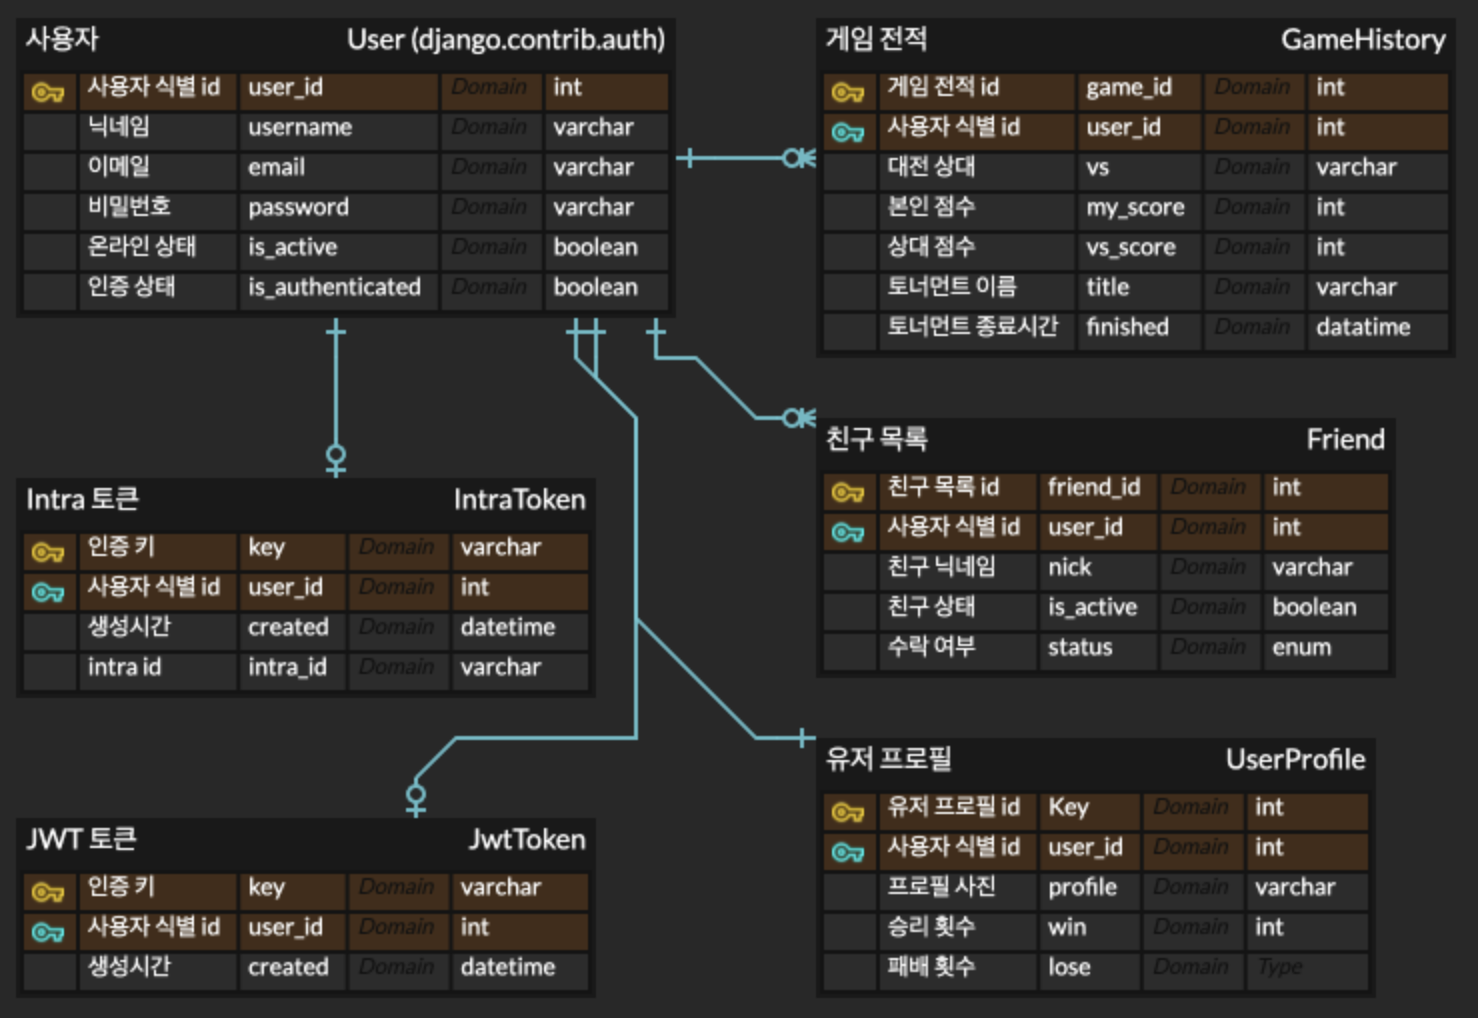 사용자 User (django.contrib.auth)
사용자 식별 id user_id Domain int
닉네임 username Domain varchar
이메일 email Domain varchar
비밀번호 password Domain varchar
온라인 상태 is_active Domain boolean
인증 상태 is_authenticated Domain boolean
게임 전적 GameHistory
게임 전적 id game_id Domain int
사용자 식별 id user_id Domain int
대전 상대 vs Domain varchar
본인 점수 my_score Domain int
상대 점수 vs_score Domain int
토너먼트 이름 title Domain varchar
토너먼트 종료시간 finished Domain datatime
친구 목록 Friend
친구 목록 id friend_id Domain int
사용자 식별 id user_id Domain int
친구 닉네임 nick Domain varchar
친구 상태 is_active Domain boolean
수락 여부 status Domain enum
Intra 토큰 IntraToken
인증 키 key Domain varchar
사용자 식별 id user_id Domain int
생성시간 created Domain datetime
intra id intra_id Domain varchar
유저 프로필 UserProfile
유저 프로필 id Key Domain int
사용자 식별 id user_id Domain int
프로필 사진 profile Domain varchar
승리 횟수 win Domain int
패배 횟수 lose Domain Type
JWT 토큰 JwtToken
인증 키 key Domain varchar
사용자 식별 id user_id Domain int
생성시간 created Domain datetime